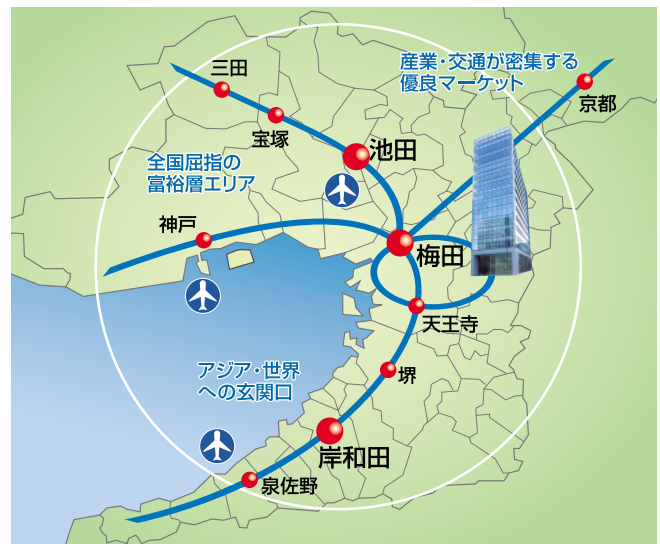 産業・交通が密集する
優良マーケット
三田
京都
宝塚
池田
全国屈指の
富裕層エリア
神戸
梅田
天王寺
アジア・世界
への玄関口
堺
岸和田
泉佐野